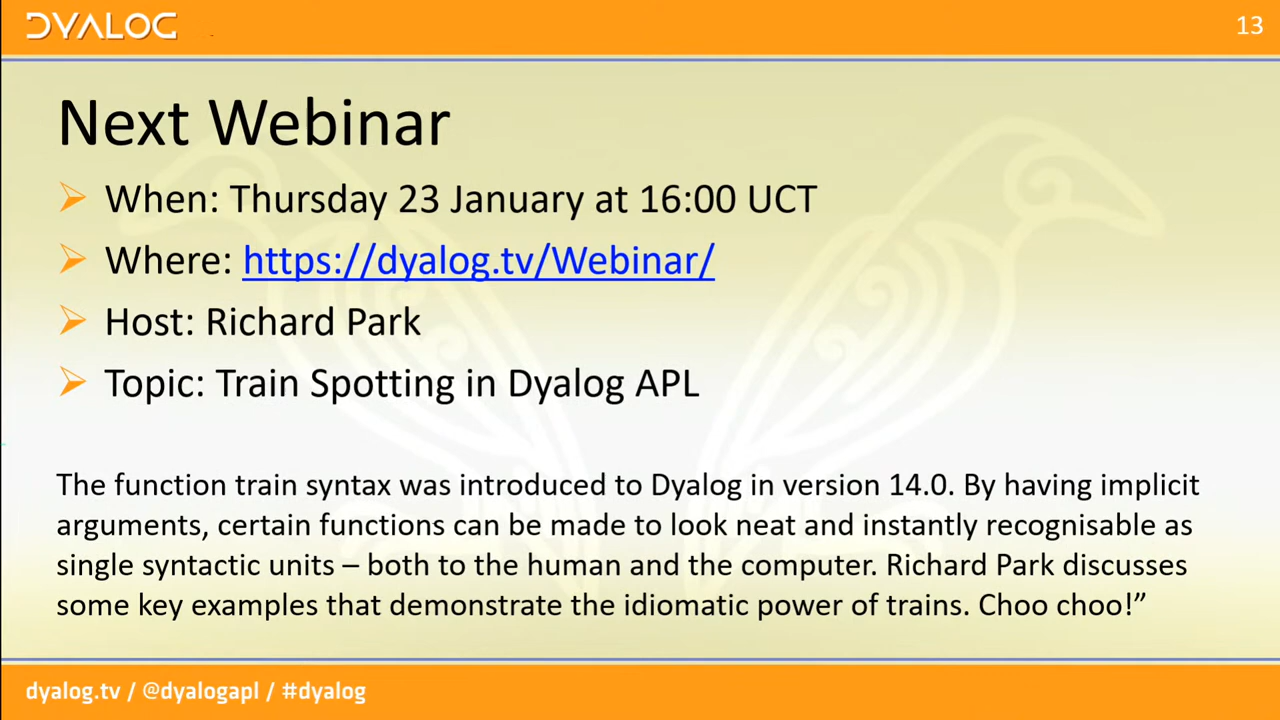 DYALOG
13
Next Webinar
When: Thursday 23 January at 16:00 UCT
Where: https://dyalog.tv/Webinar/
Host: Richard Park
Topic: Train Spotting in Dyalog APL
The function train syntax was introduced to Dyalog in version 14.0. By having implicit
arguments, certain functions can be made to look neat and instantly recognisable as
single syntactic units – both to the human and the computer. Richard Park discusses
some key examples that demonstrate the idiomatic power of trains. Choo choo!”
dyalog.tv / @dyalogapl / #dyalog